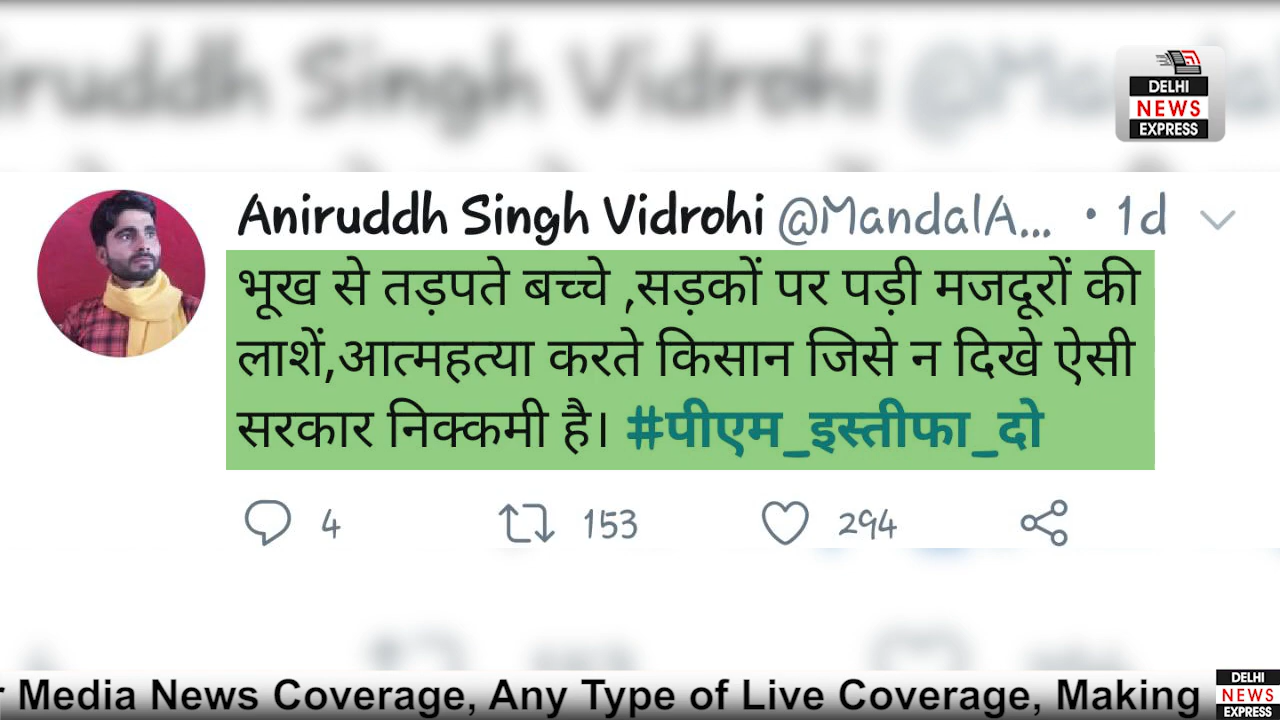 DELHI
NEWS
EXPRESS
Aniruddh Singh Vidrohi @MandalA... • 1d
भूख से तड़पते बच्चे ,सड़कों पर पड़ी मजदूरों की
लाशें,आत्महत्या करते किसान जिसे न दिखे ऐसी
सरकार निक्कमी है। #पीएम_इस्तीफा_दो
4 153 294
Media News Coverage, Any Type of Live Coverage, Making
DELHI
NEWS
EXPRESS